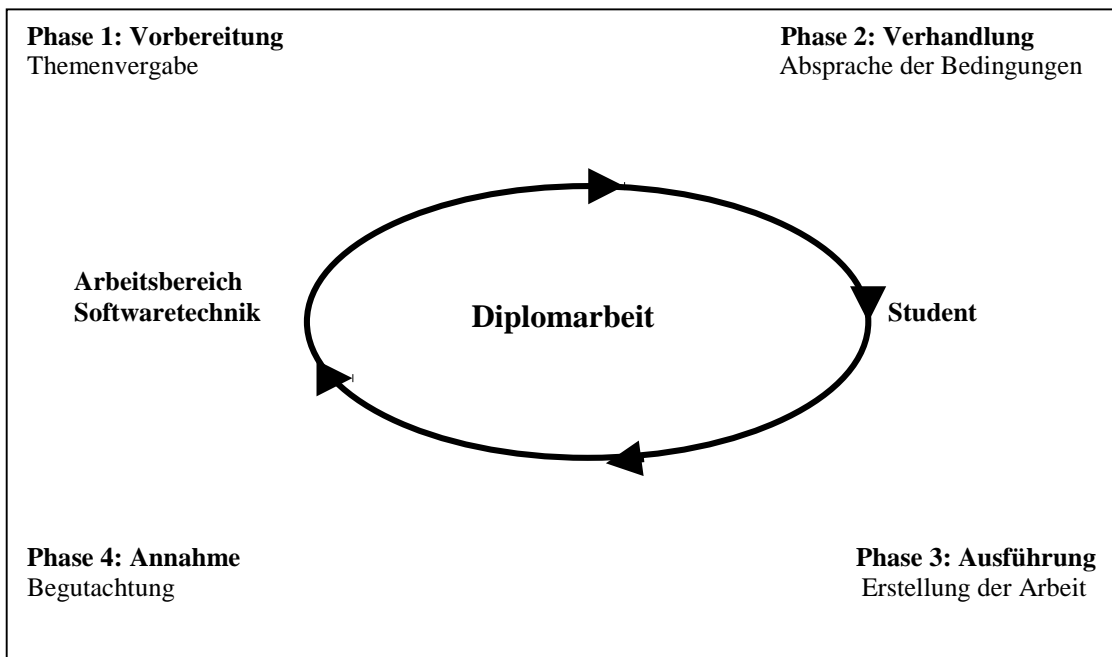 Phase 1: Vorbereitung
Themenvergabe
Phase 2: Verhandlung
Absprache der Bedingungen
Arbeitsbereich
Softwaretechnik
Diplomarbeit
Student
Phase 4: Annahme
Begutachtung
Phase 3: Ausführung
Erstellung der Arbeit